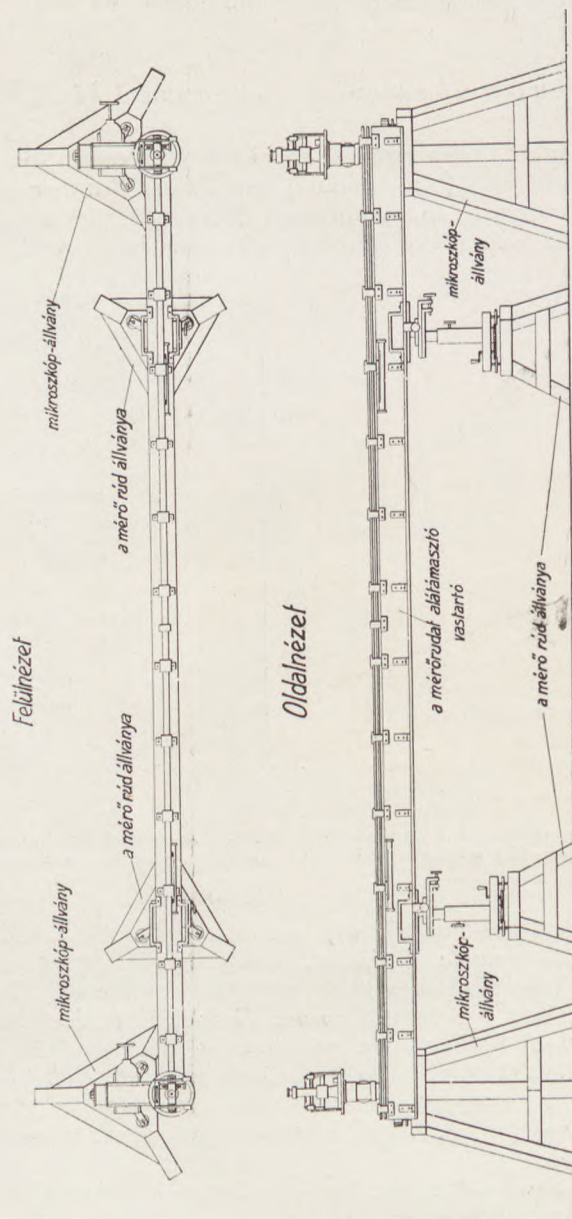 Felülnézet
mikroszkóp-állvány
a mérő rúd állványa
a mérő rúd állványa
mikroszkóp-állvány
Oldalnézet
mikroszkóp-
állvány
a mérőrudat alátámasztó
vastartó
mikroszkóp-
állvány
a mérő rúd állványa